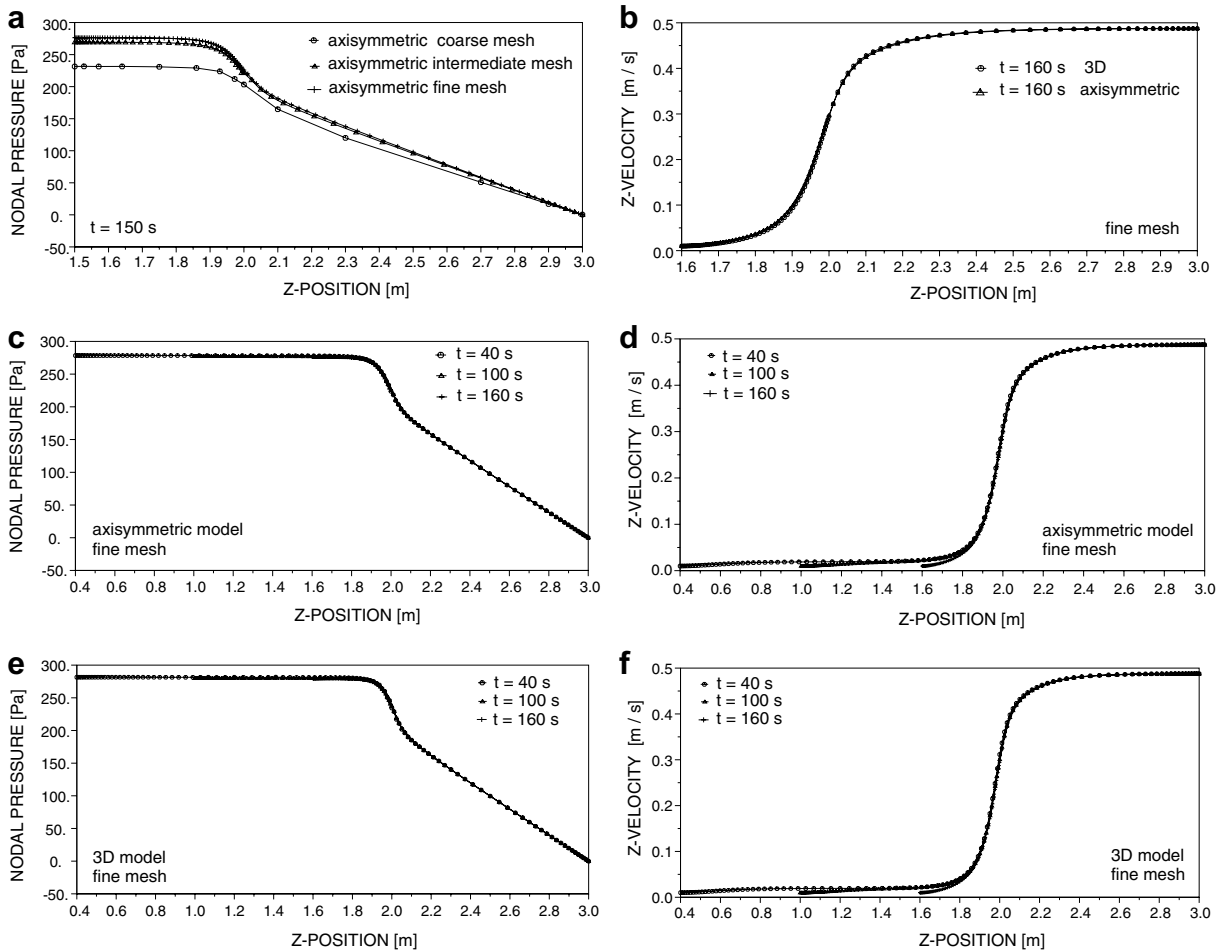 a
NODAL PRESSURE [Pa]
300.
250.
200.
150.
100.
50.
0.
-50.
axisymmetric coarse mesh
axisymmetric intermediate mesh
axisymmetric fine mesh
t = 150 s
1.5 1.6 1.7 1.8 1.9 2.0 2.1 2.2 2.3 2.4 2.5 2.6 2.7 2.8 2.9 3.0
Z-POSITION [m]
b
Z-VELOCITY [m / s]
0.5
0.4
0.3
0.2
0.1
0.0
t = 160 s 3D
t = 160 s axisymmetric
fine mesh
1.6 1.7 1.8 1.9 2.0 2.1 2.2 2.3 2.4 2.5 2.6 2.7 2.8 2.9 3.0
Z-POSITION [m]
c
NODAL PRESSURE [Pa]
300.
250.
200.
150.
100.
50.
0.
-50.
t = 40 s
t = 100 s
t = 160 s
axisymmetric model
fine mesh
0.4 0.6 0.8 1.0 1.2 1.4 1.6 1.8 2.0 2.2 2.4 2.6 2.8 3.0
Z-POSITION [m]
d
Z-VELOCITY [m / s]
0.5
0.4
0.3
0.2
0.1
0.0
t = 40 s
t = 100 s
t = 160 s
axisymmetric model
fine mesh
0.4 0.6 0.8 1.0 1.2 1.4 1.6 1.8 2.0 2.2 2.4 2.6 2.8 3.0
Z-POSITION [m]
e
NODAL PRESSURE [Pa]
300.
250.
200.
150.
100.
50.
0.
-50.
t = 40 s
t = 100 s
t = 160 s
3D model
fine mesh
0.4 0.6 0.8 1.0 1.2 1.4 1.6 1.8 2.0 2.2 2.4 2.6 2.8 3.0
Z-POSITION [m]
f
Z-VELOCITY [m / s]
0.5
0.4
0.3
0.2
0.1
0.0
t = 40 s
t = 100 s
t = 160 s
3D model
fine mesh
0.4 0.6 0.8 1.0 1.2 1.4 1.6 1.8 2.0 2.2 2.4 2.6 2.8 3.0
Z-POSITION [m]